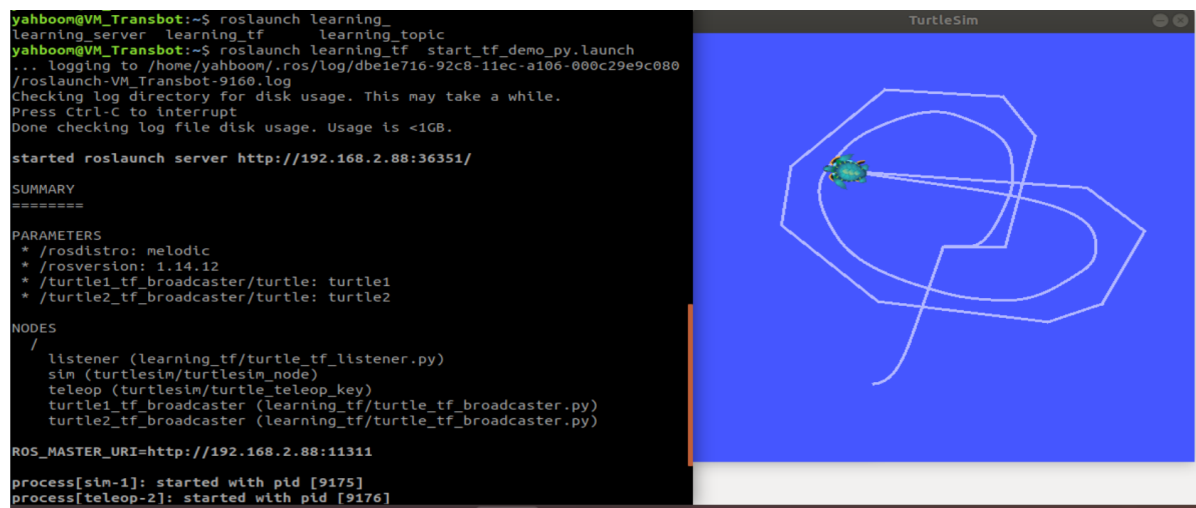 yahboom@VM_Transbot:~$ roslaunch learning_
learning_server  learning_tf      learning_topic
yahboom@VM_Transbot:~$ roslaunch learning_tf  start_tf_demo_py.launch
... logging to /home/yahboom/.ros/log/dbe1e716-92c8-11ec-a106-000c29e9c080
/roslaunch-VM_Transbot-9160.log
Checking log directory for disk usage. This may take a while.
Press Ctrl-C to interrupt
Done checking log file disk usage. Usage is <1GB.
started roslaunch server http://192.168.2.88:36351/
SUMMARY
========
PARAMETERS
 * /rosdistro: melodic
 * /rosversion: 1.14.12
 * /turtle1_tf_broadcaster/turtle: turtle1
 * /turtle2_tf_broadcaster/turtle: turtle2
NODES
  /
    listener (learning_tf/turtle_tf_listener.py)
    sim (turtlesim/turtlesim_node)
    teleop (turtlesim/turtle_teleop_key)
    turtle1_tf_broadcaster (learning_tf/turtle_tf_broadcaster.py)
    turtle2_tf_broadcaster (learning_tf/turtle_tf_broadcaster.py)
ROS_MASTER_URI=http://192.168.2.88:11311
process[sim-1]: started with pid [9175]
process[teleop-2]: started with pid [9176]
TurtleSim